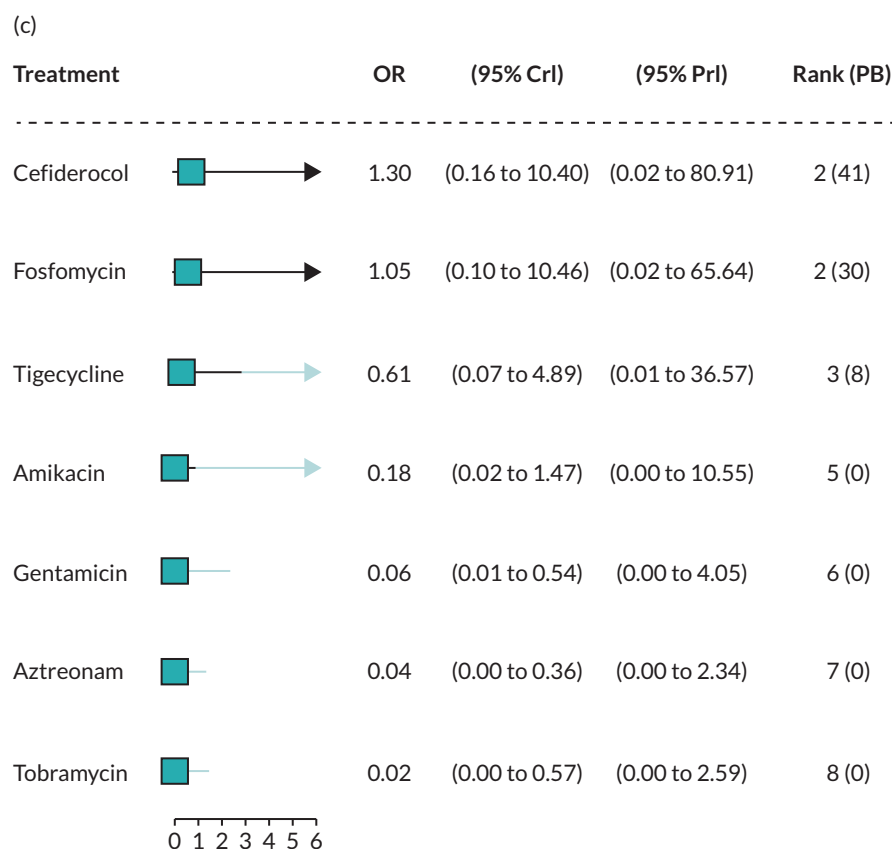 (c)
Treatment OR (95% CrI) (95% PrI) Rank (PB)
Cefiderocol 1.30 (0.16 to 10.40) (0.02 to 80.91) 2 (41)
Fosfomycin 1.05 (0.10 to 10.46) (0.02 to 65.64) 2 (30)
Tigecycline 0.61 (0.07 to 4.89) (0.01 to 36.57) 3 (8)
Amikacin 0.18 (0.02 to 1.47) (0.00 to 10.55) 5 (0)
Gentamicin 0.06 (0.01 to 0.54) (0.00 to 4.05) 6 (0)
Aztreonam 0.04 (0.00 to 0.36) (0.00 to 2.34) 7 (0)
Tobramycin 0.02 (0.00 to 0.57) (0.00 to 2.59) 8 (0)
0 1 2 3 4 5 6